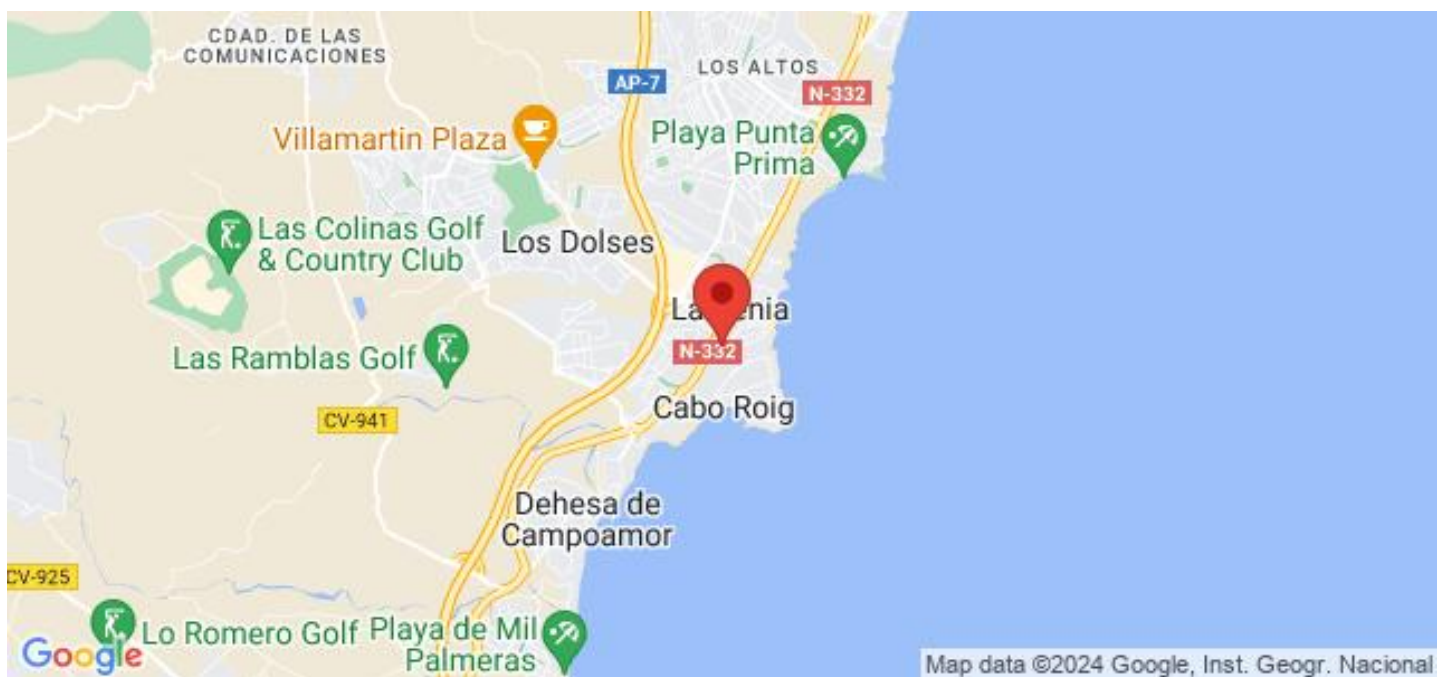 CDAD. DE LAS
COMUNICACIONES
LOS ALTOS
AP-7
N-332
Villamartin Plaza
Playa Punta
Prima
Las Colinas Golf
& Country Club
Los Dolses
La
enia
N-332
Las Ramblas Golf
Cabo Roig
CV-941
Dehesa de
Campoamor
CV-925
Lo Romero Golf
Playa de Mil
Palmeras
Google
Map data ©2024 Google, Inst. Geogr. Nacional